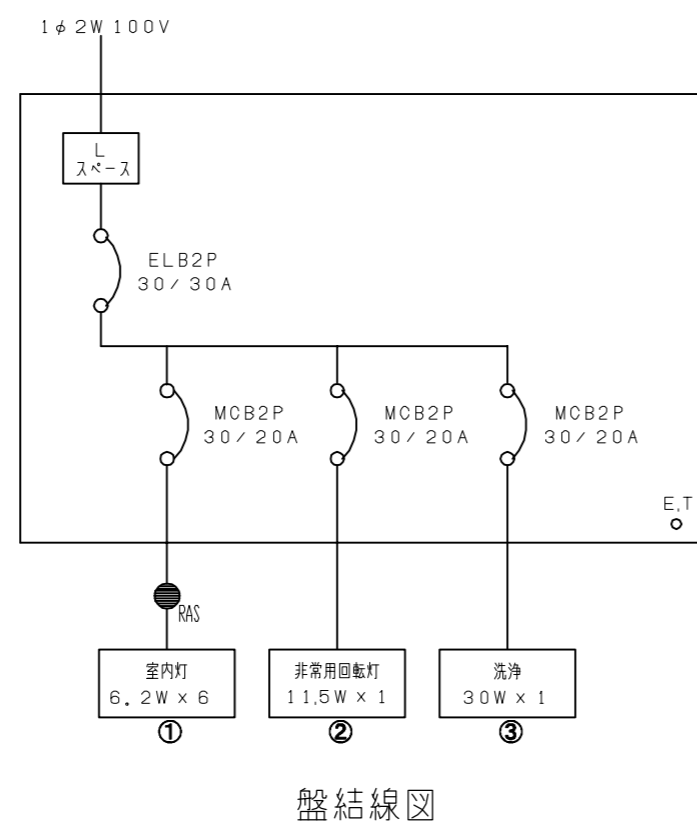 1φ2W 100V
L
スペース
ELB2P
30/30A
MCB2P
30/20A
MCB2P
30/20A
MCB2P
30/20A
E,T
RAS
室内灯
6.2W×6
①
非常用回転灯
11,5W×1
②
洗浄
30W×1
③
盤結線図